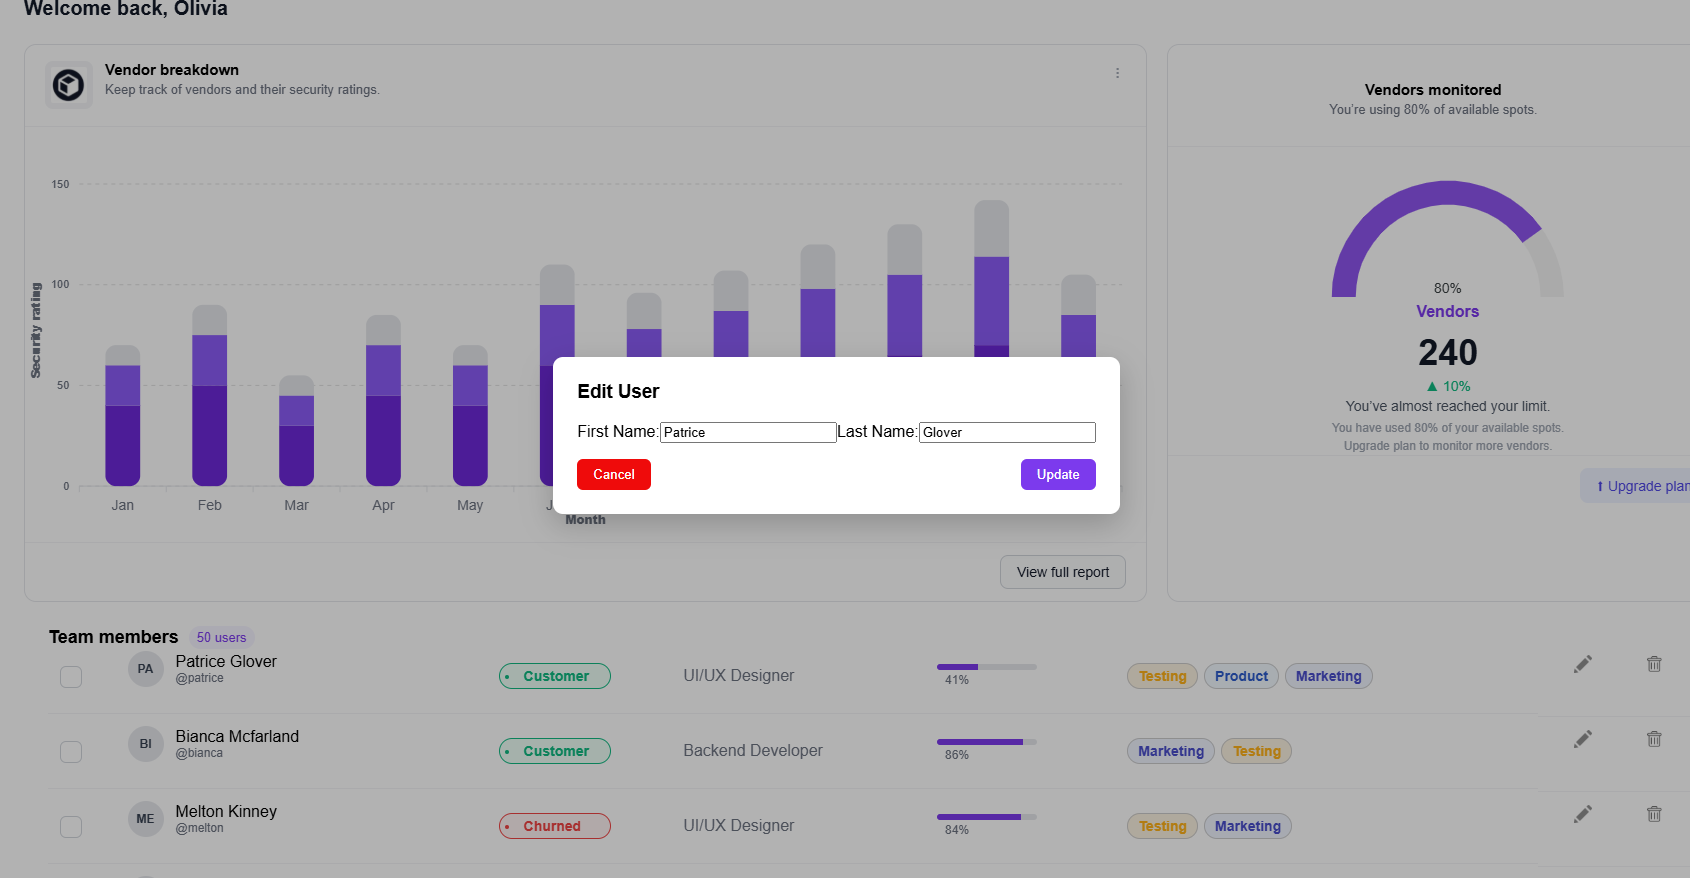 Welcome back, Olivia
Vendor breakdown
Keep track of vendors and their security ratings.
150
100
50
0
Security rating
Jan
Feb
Mar
Apr
May
J
Month
View full report
Vendors monitored
You're using 80% of available spots.
80%
Vendors
240
▲ 10%
You've almost reached your limit.
You have used 80% of your available spots.
Upgrade plan to monitor more vendors.
Upgrade plan
Edit User
First Name: Patrice Last Name: Glover
Cancel Update
Team members 50 users
PA Patrice Glover
@patrice
Customer
UI/UX Designer
41%
Testing Product Marketing
BI Bianca Mcfarland
@bianca
Customer
Backend Developer
86%
Marketing Testing
ME Melton Kinney
@melton
Churned
UI/UX Designer
84%
Testing Marketing